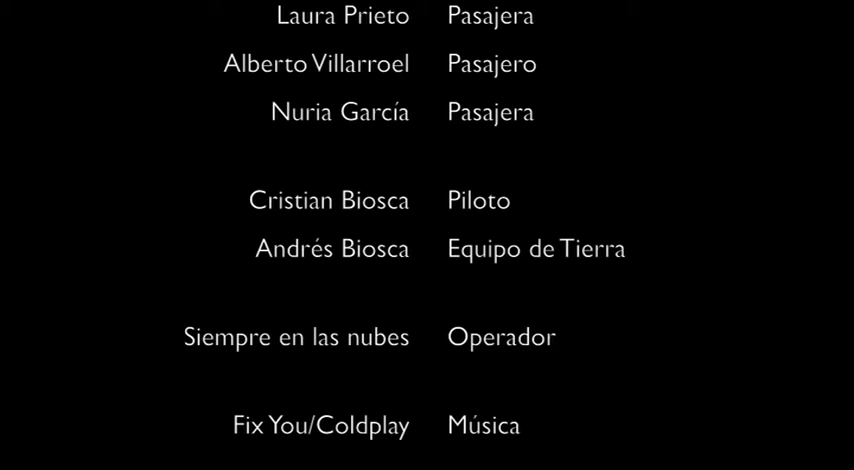 Laura Prieto Pasajera
Alberto Villarroel Pasajero
Nuria García Pasajera
Cristian Biosca Piloto
Andrés Biosca Equipo de Tierra
Siempre en las nubes Operador
Fix You/Coldplay Música